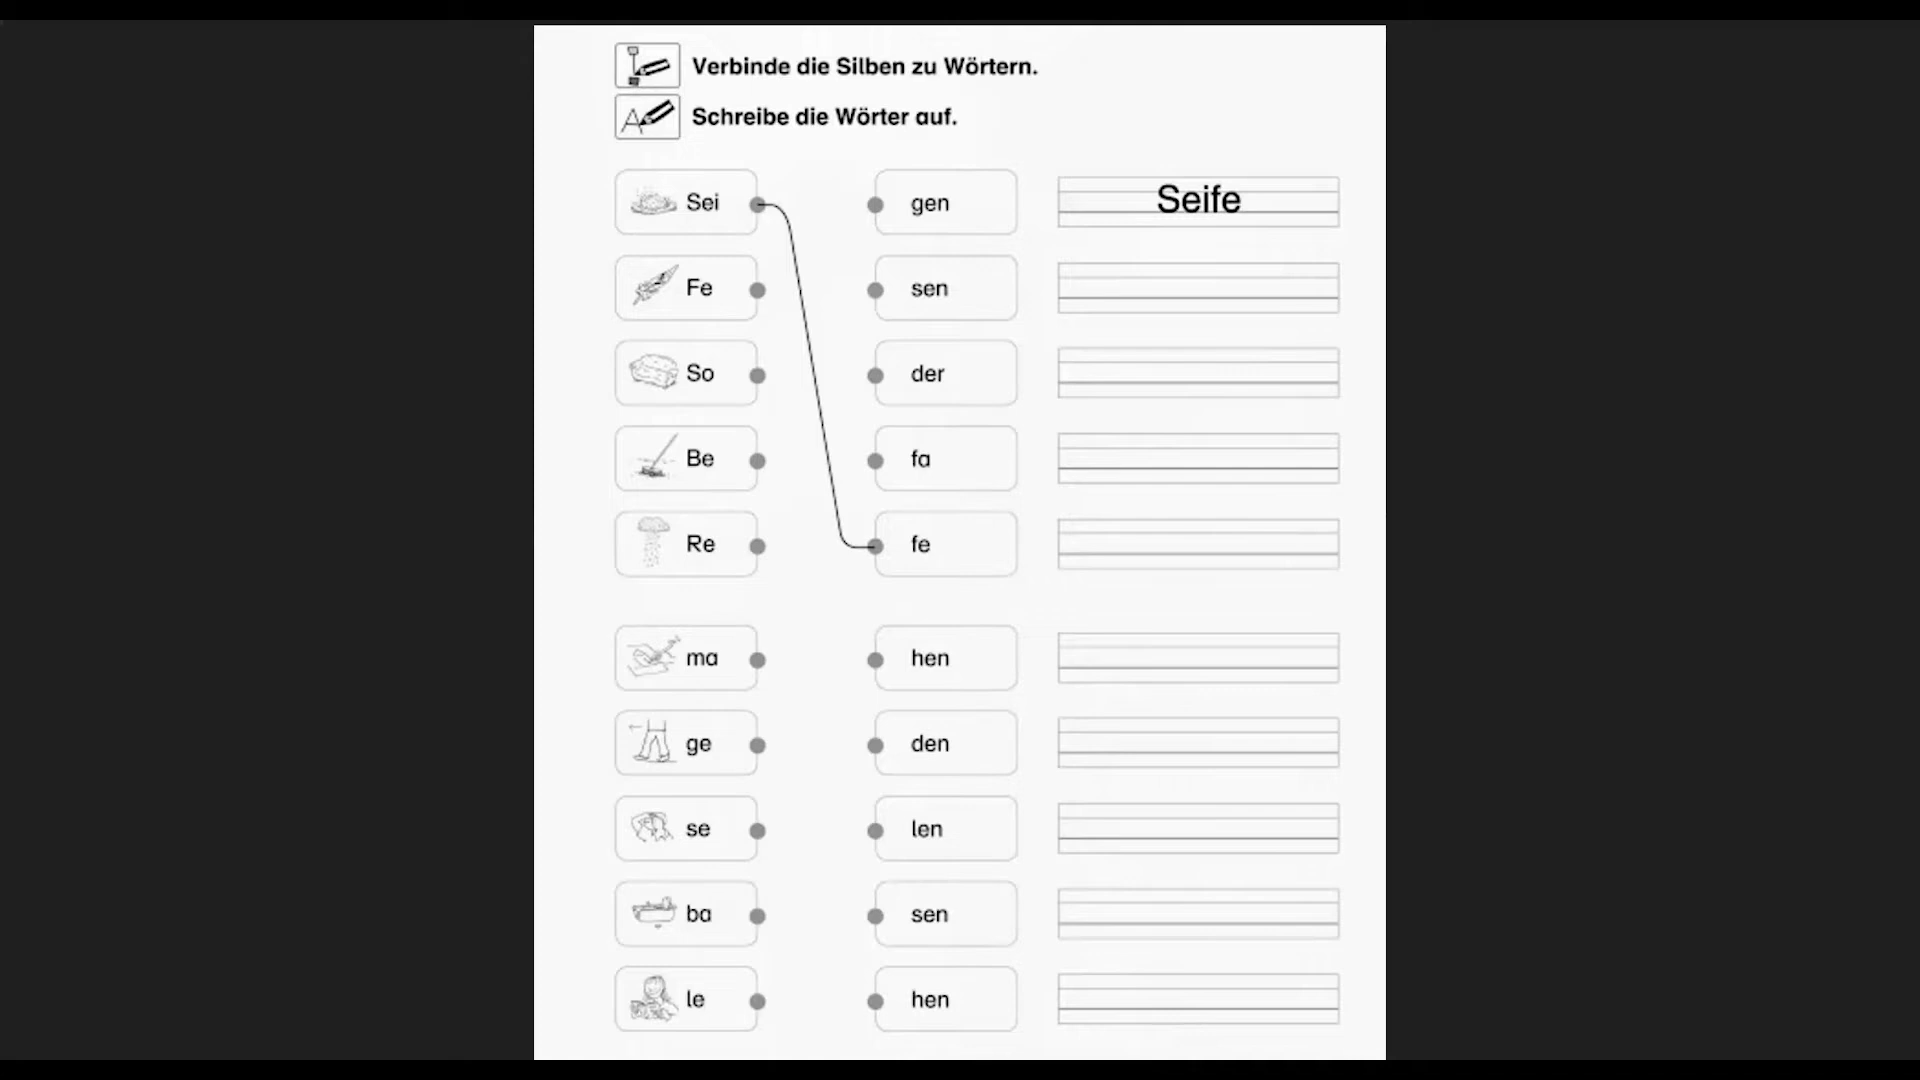 Verbinde die Silben zu Wörtern.
Schreibe die Wörter auf.
Sei gen Seife
Fe sen
So der
Be fa
Re fe
ma hen
ge den
se len
ba sen
le hen